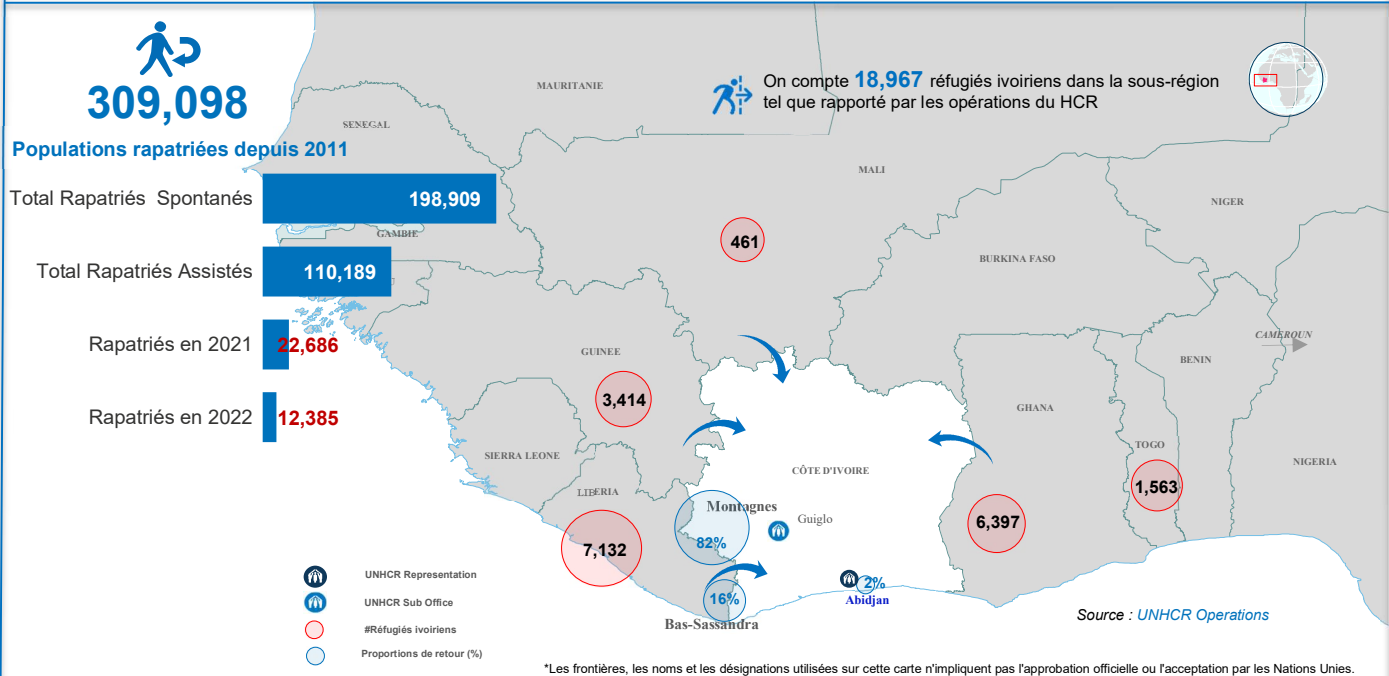 309,098
Populations rapatriées depuis 2011
Total Rapatriés Spontanés
198,909
Total Rapatriés Assistés
110,189
Rapatriés en 2021
22,686
Rapatriés en 2022
12,385
On compte 18,967 réfugiés ivoiriens dans la sous-région
tel que rapporté par les opérations du HCR
MAURITANIE
SENEGAL
MALI
NIGER
GAMBIE
461
BURKINA FASO
CAMEROUN
GUINEE
BENIN
3,414
GHANA
TOGO
SIERRA LEONE
CÔTE D'IVOIRE
NIGERIA
LIBERIA
1,563
Montagnes
Guiglo
6,397
7,132
82%
2%
16%
Abidjan
Bas-Sassandra
UNHCR Representation
UNHCR Sub Office
#Réfugiés ivoiriens
Proportions de retour (%)
Source : UNHCR Operations
*Les frontières, les noms et les désignations utilisées sur cette carte n'impliquent pas l'approbation officielle ou l'acceptation par les Nations Unies.